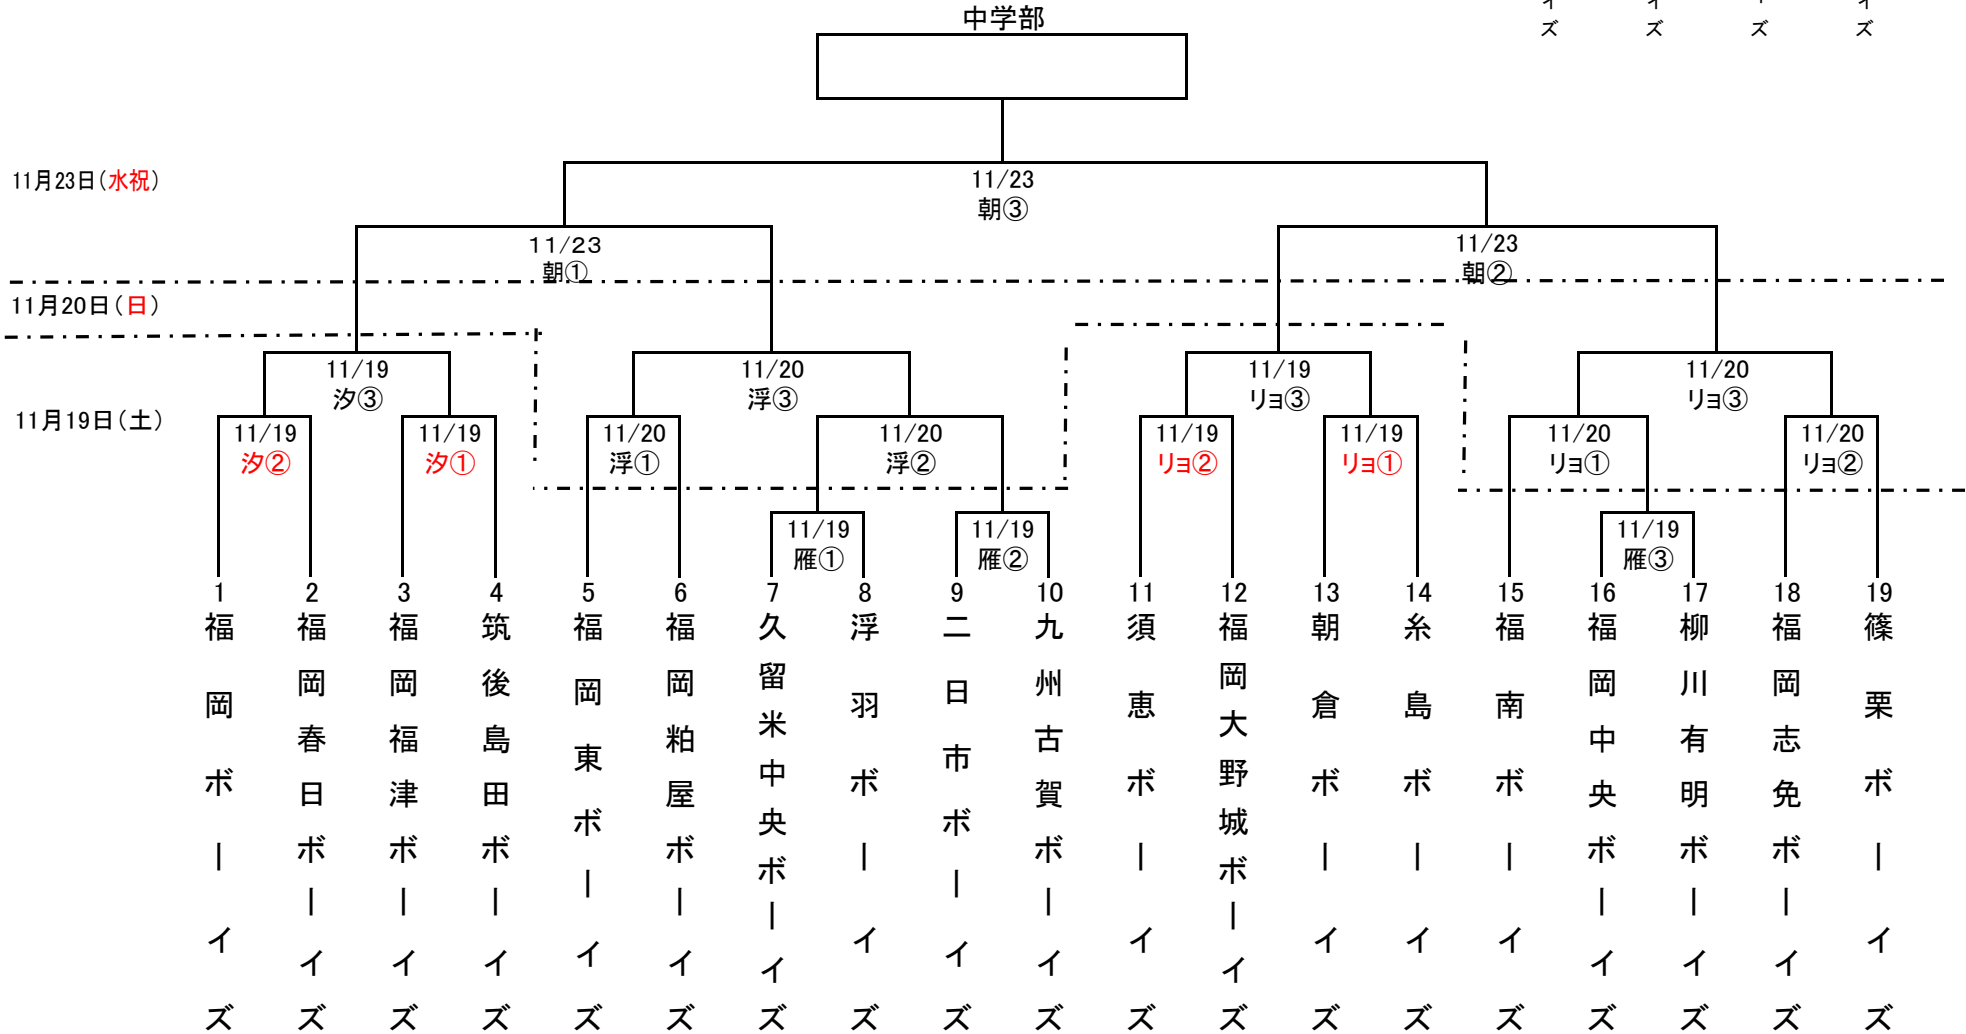 イズ
イズ
ズ
イズ
中学部
11月23日(水祝)
11/23
朝③
11/23
朝①
11/23
朝②
11月20日(日)
11/19
汐③
11/20
浮③
11/19
リョ③
11/20
リョ③
11月19日(土)
11/19
汐②
11/19
汐①
11/20
浮①
11/20
浮②
11/19
リョ②
11/19
リョ①
11/20
リョ①
11/20
リョ②
11/19
雁①
11/19
雁②
11/19
雁③
1
福岡ボーイズ
2
福岡春日ボーイズ
3
福岡福津ボーイズ
4
筑後島田ボーイズ
5
福岡東ボーイズ
6
福岡粕屋ボーイズ
7
久留米中央ボーイズ
8
浮羽ボーイズ
9
二日市ボーイズ
10
九州古賀ボーイズ
11
須恵ボーイズ
12
福岡大野城ボーイズ
13
朝倉ボーイズ
14
糸島ボーイズ
15
福南ボーイズ
16
福岡中央ボーイズ
17
柳川有明ボーイズ
18
福岡志免ボーイズ
19
篠栗ボーイズ